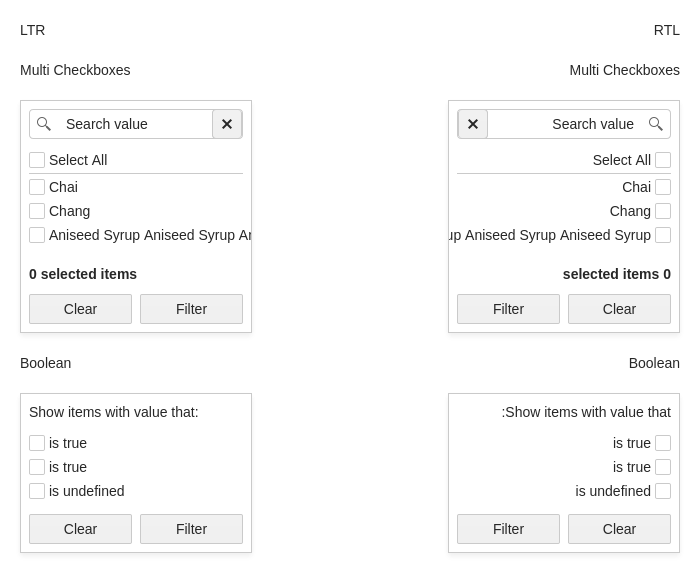 LTR
Multi Checkboxes
Search value
Select All
Chai
Chang
Aniseed Syrup Aniseed Syrup
0 selected items
Clear Filter
Boolean
Show items with value that:
is true
is true
is undefined
Clear Filter
RTL
Multi Checkboxes
Search value
Select All
Chai
Chang
Aniseed Syrup Aniseed Syrup
selected items 0
Filter Clear
Boolean
:Show items with value that
is true
is true
is undefined
Filter Clear